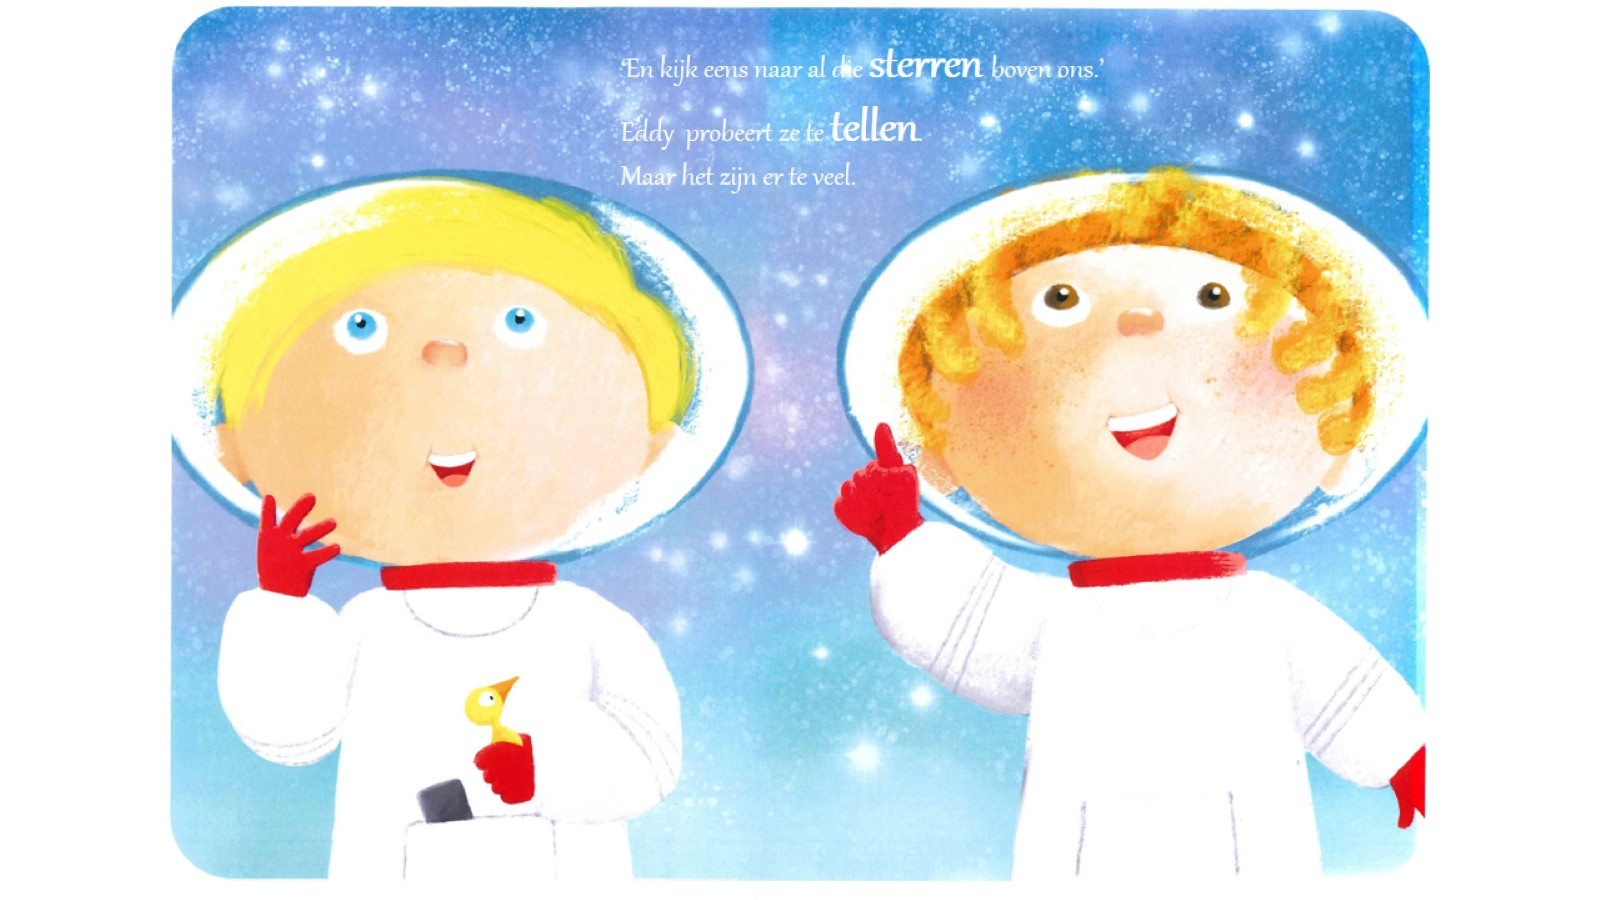 ‘En kijk eens naar al die sterren boven ons.’
Eddy probeert ze te tellen.
Maar het zijn er te veel.